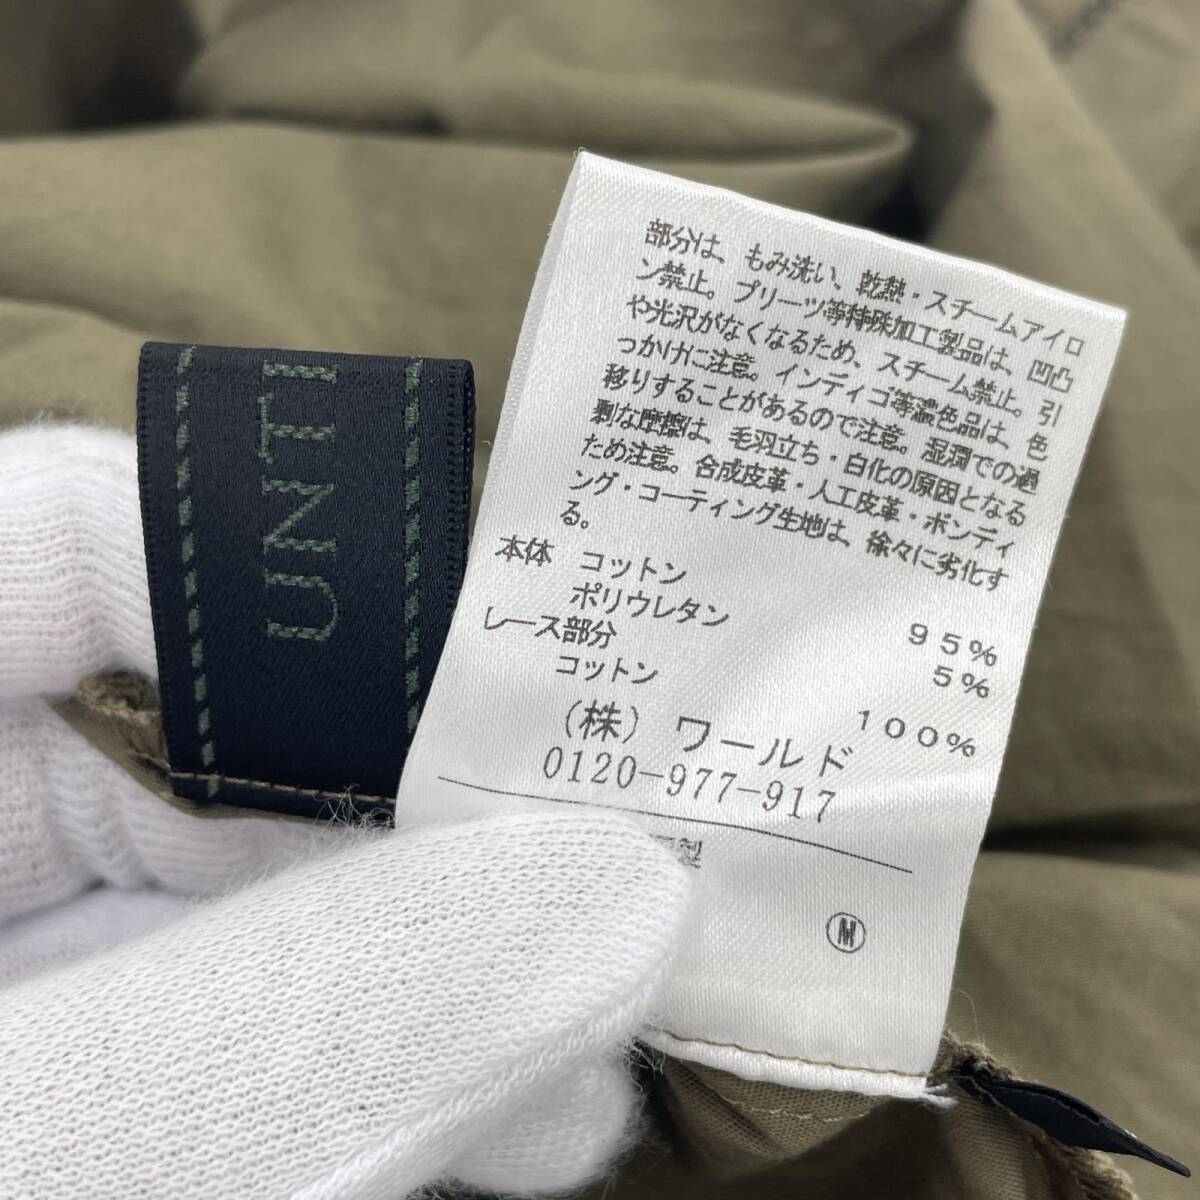 UNTI
部分は、もみ洗い、乾熱・スチームアイロ
ン禁止。プリーツ等特殊加工製品は、凹凸
や光沢がなくなるため、スチーム禁止。引
っかけに注意。インディゴ等濃色品は、色
移りすることがあるので注意。湿潤での過
剰な摩擦は、毛羽立ち・白化の原因となる
ため注意。合成皮革・人工皮革・ボンディ
ング・コーティング生地は、徐々に劣化す
る。
本体 コットン 95%
ポリウレタン 5%
レース部分
コットン 100%
(株) ワールド
0120-977-917
製
M